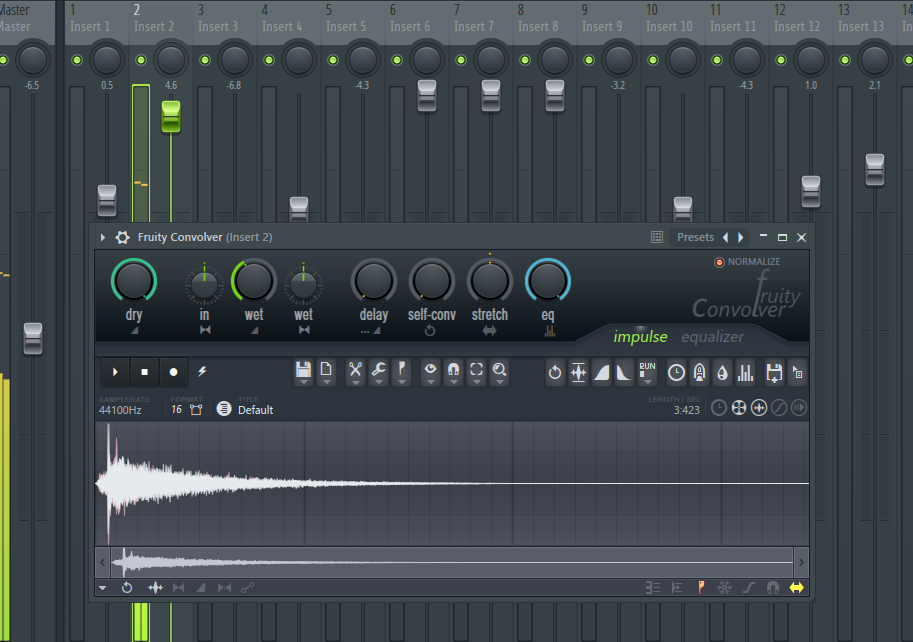 Master 1 2 3 4 5 6 7 8 9 10 11 12 13 14
Master Insert 1 Insert 2 Insert 3 Insert 4 Insert 5 Insert 6 Insert 7 Insert 8 Insert 9 Insert 10 Insert 11 Insert 12 Insert 13
-6.5 0.5 4.6 -6.8 -4.3 -3.2 -4.3 1.0 2.1
Fruity Convolver (Insert 2) Presets
NORMALIZE
fruity
Convolver
dry in wet wet delay self-conv stretch eq
impulse equalizer
RUN
SAMPLERATE FORMAT TITLE LENGTH / SEL
44100Hz 16 Default 3:423